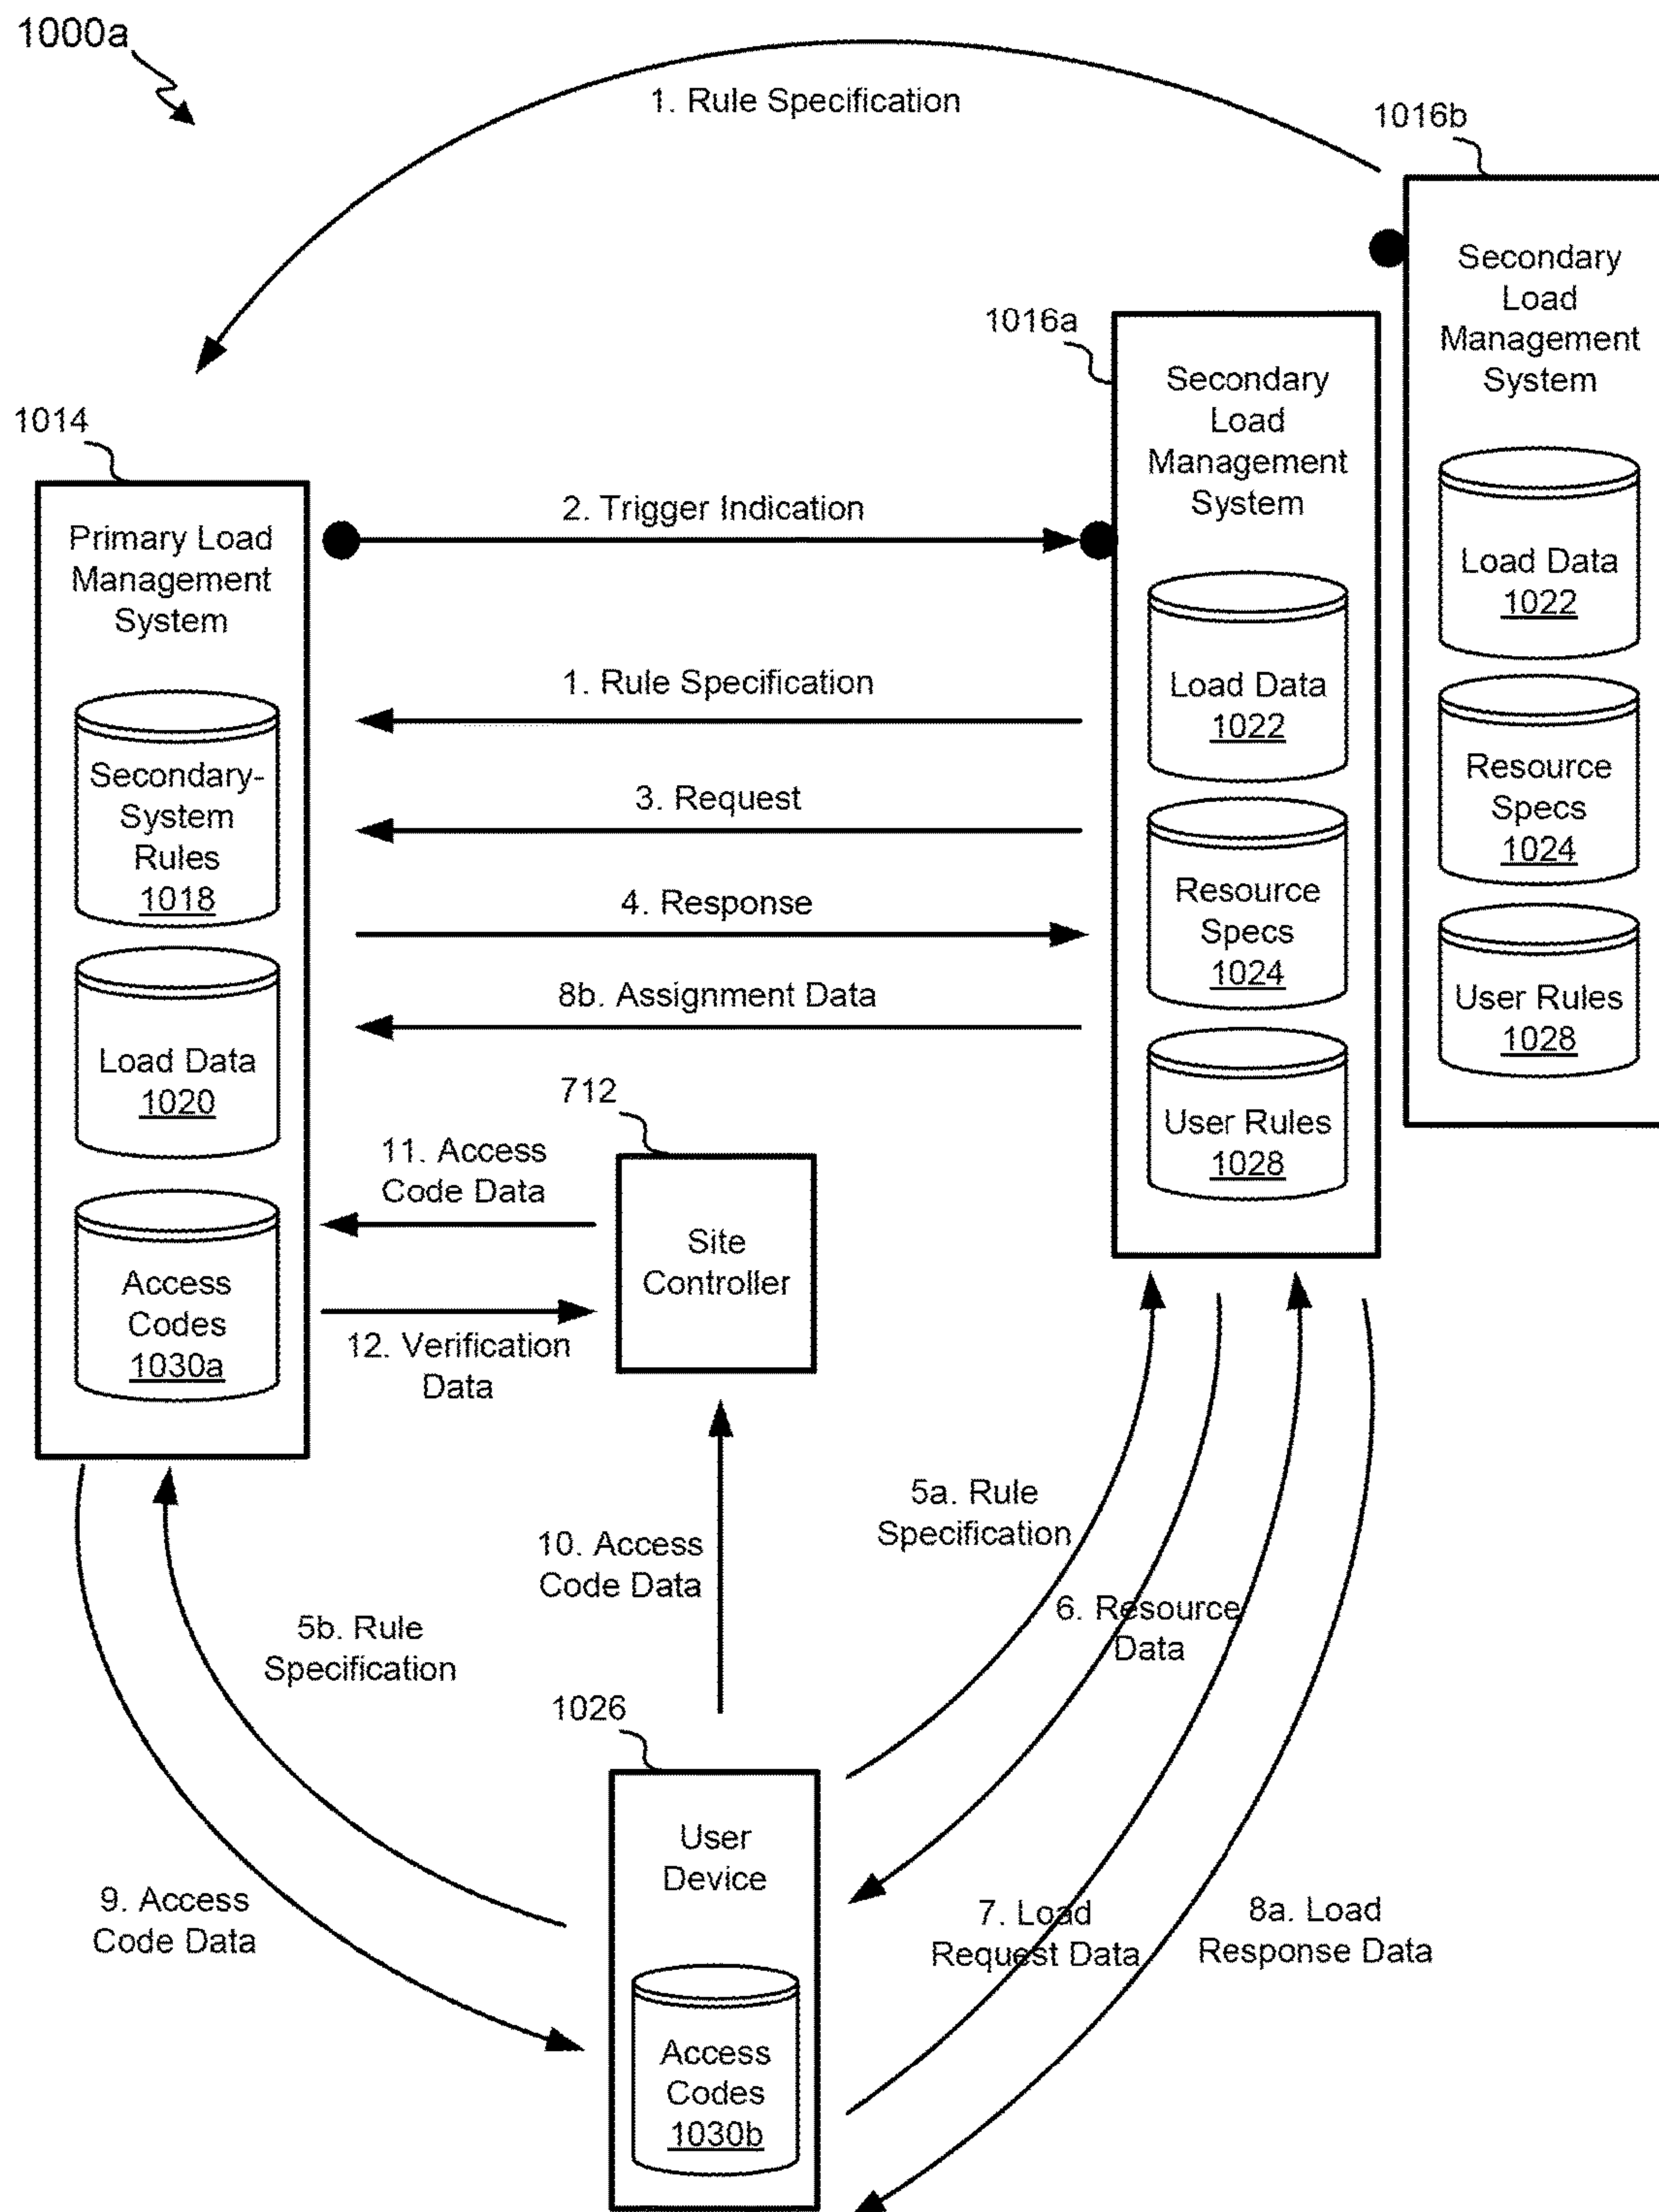 1000a
1. Rule Specification
1016b
Secondary
Load
Management
System
Load Data
1022
Resource
Specs
1024
User Rules
1028
1016a
Secondary
Load
Management
System
Load Data
1022
Resource
Specs
1024
User Rules
1028
1014
Primary Load
Management
System
Secondary-
System
Rules
1018
Load Data
1020
Access
Codes
1030a
2. Trigger Indication
1. Rule Specification
3. Request
4. Response
8b. Assignment Data
712
Site
Controller
11. Access
Code Data
12. Verification
Data
10. Access
Code Data
5a. Rule
Specification
6. Resource
Data
5b. Rule
Specification
1026
User
Device
Access
Codes
1030b
9. Access
Code Data
7. Load
Request Data
8a. Load
Response Data